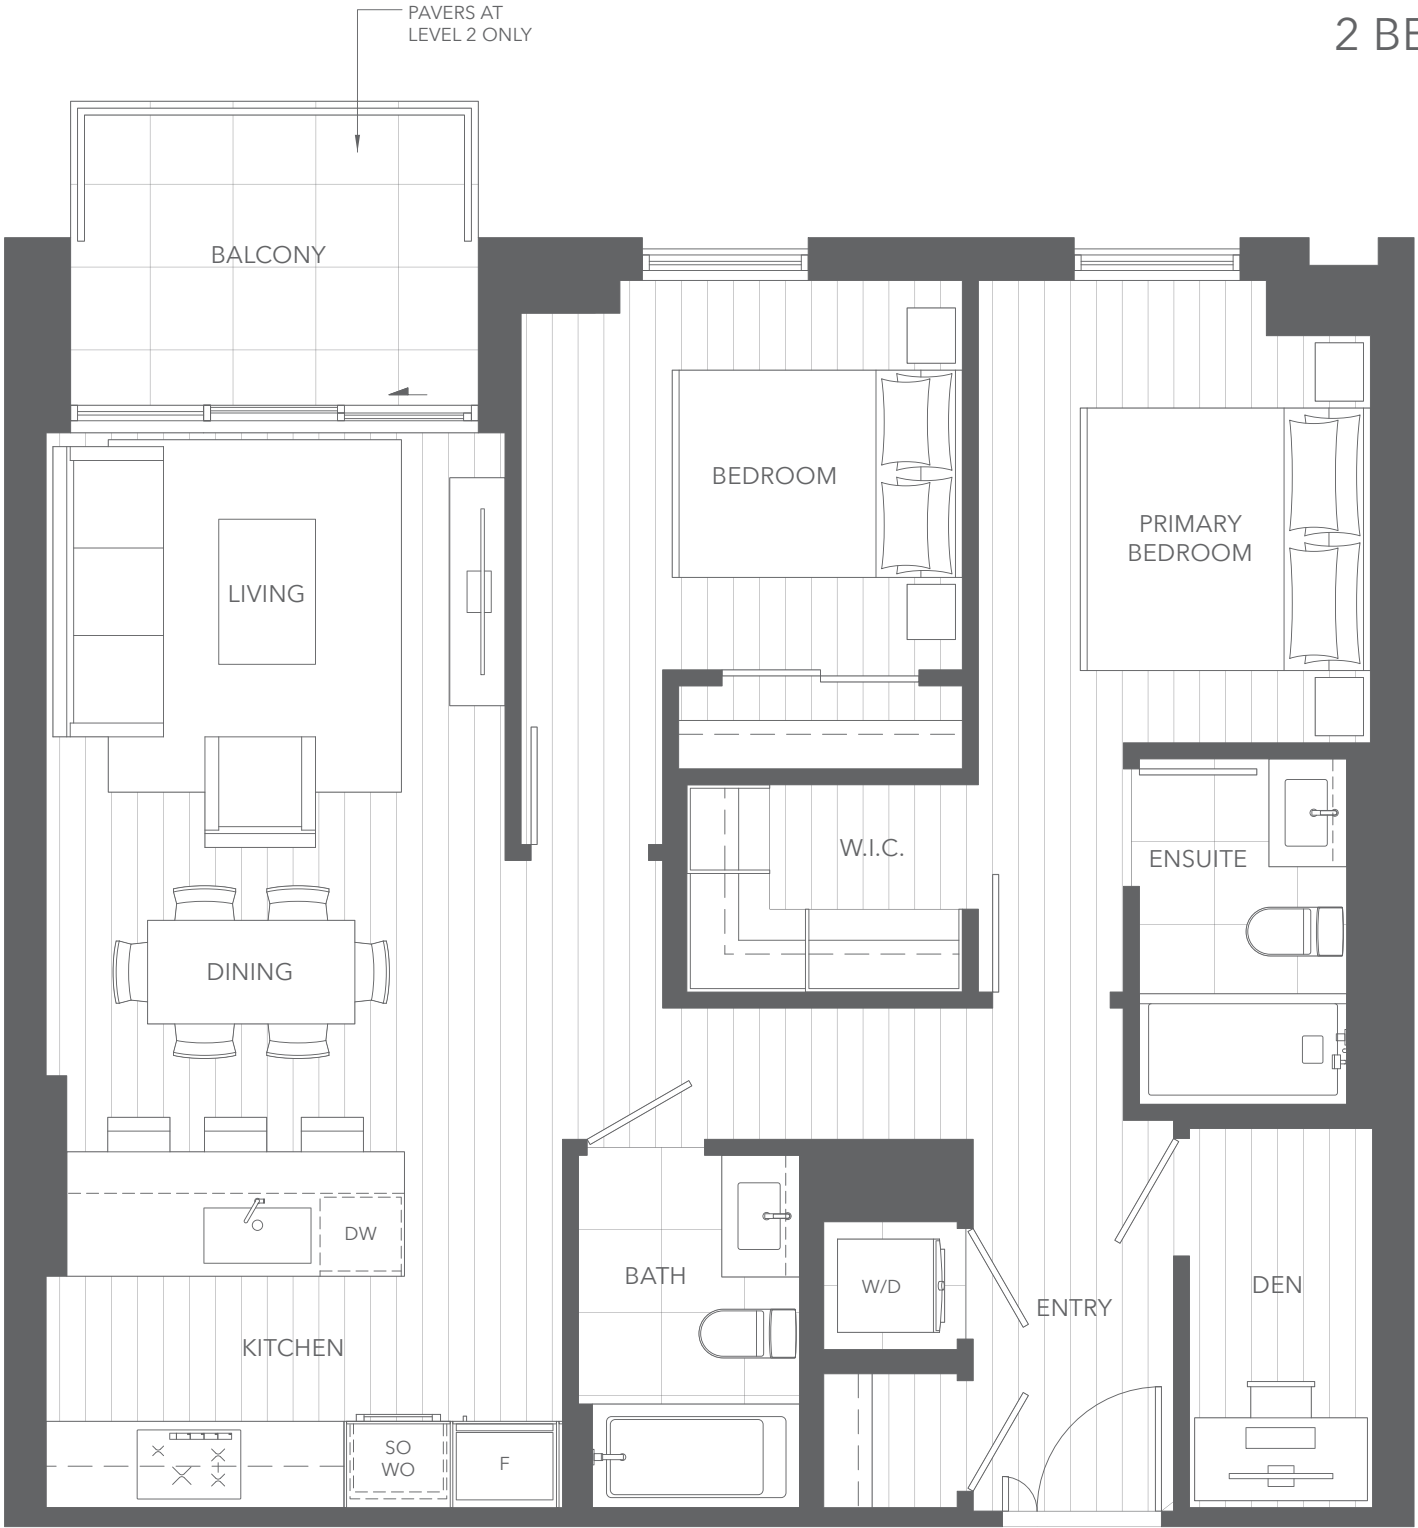 PAVERS AT
LEVEL 2 ONLY
2 BE
BALCONY
BEDROOM
PRIMARY
BEDROOM
LIVING
W.I.C.
ENSUITE
DINING
DW
BATH
W/D
ENTRY
DEN
KITCHEN
SO
WO
F